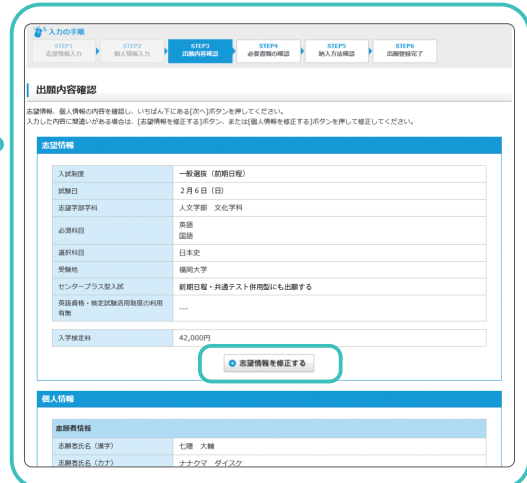 入力の手順
STEP1
志望情報入力
STEP2
個人情報入力
STEP3
出願内容確認
STEP4
必要書類の確認
STEP5
納入方法確認
STEP6
出願登録完了
出願内容確認
志望情報、個人情報の内容を確認し、いちばん下にある[次へ]ボタンを押してください。
入力した内容に間違いがある場合は、[志望情報を修正する]ボタン、または[個人情報を修正する]ボタンを押して修正してください。
志望情報
入試制度 一般選抜（前期日程）
試験日 2月6日（日）
志望学部学科 人文学部 文化学科
必須科目 英語
国語
選択科目 日本史
受験地 福岡大学
センタープラス型入試 前期日程・共通テスト併用型にも出願する
英語資格・検定試験活用制度の利用
有無 ---
入学検定料 42,000円
志望情報を修正する
個人情報
志願者情報
志願者氏名（漢字） 七隈 大輔
志願者氏名（カナ） ナナクマ ダイスケ